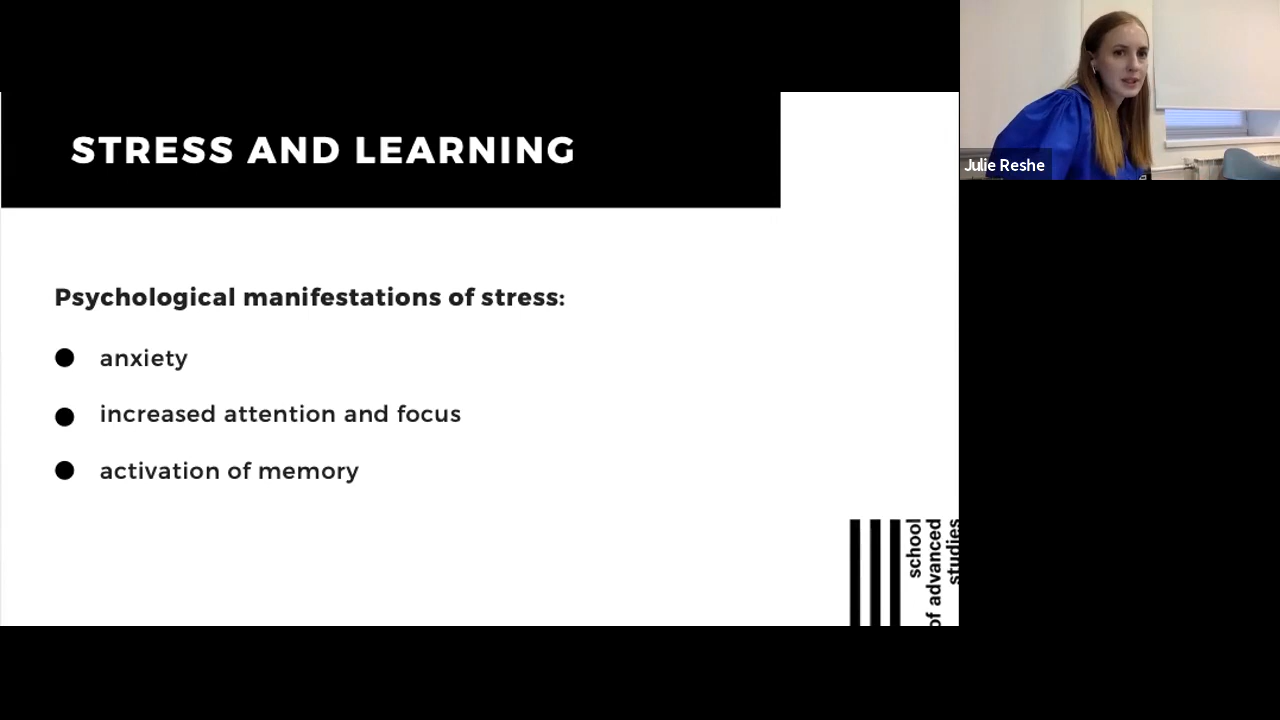 STRESS AND LEARNING
Julie Reshe
Psychological manifestations of stress:
anxiety
increased attention and focus
activation of memory
school
of advanced
studies